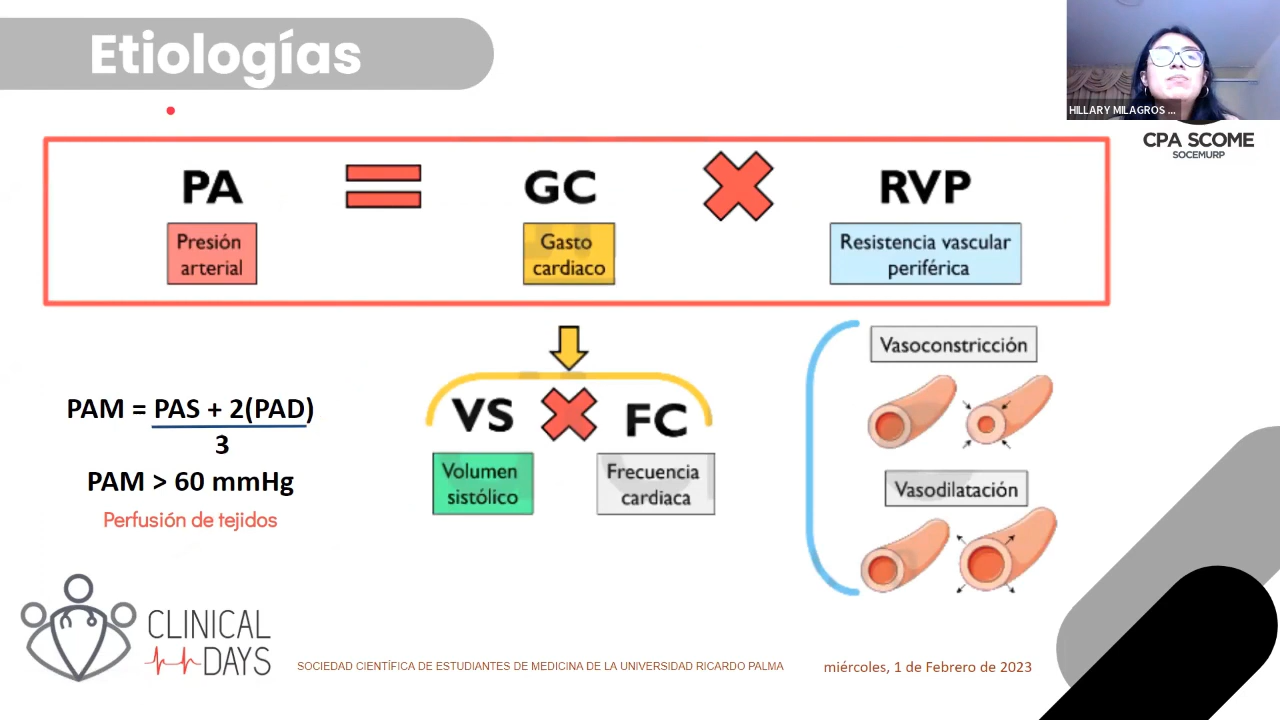 Etiologías
HILLARY MILAGROS ...
CPA SCOME
SOCEMURP
PA
GC
RVP
Presión
arterial
Gasto
cardiaco
Resistencia vascular
periférica
VS
FC
Volumen
sistólico
Frecuencia
cardiaca
Vasoconstricción
Vasodilatación
PAM = PAS + 2(PAD)
3
PAM > 60 mmHg
Perfusión de tejidos
CLINICAL
DAYS
SOCIEDAD CIENTÍFICA DE ESTUDIANTES DE MEDICINA DE LA UNIVERSIDAD RICARDO PALMA
miércoles, 1 de Febrero de 2023